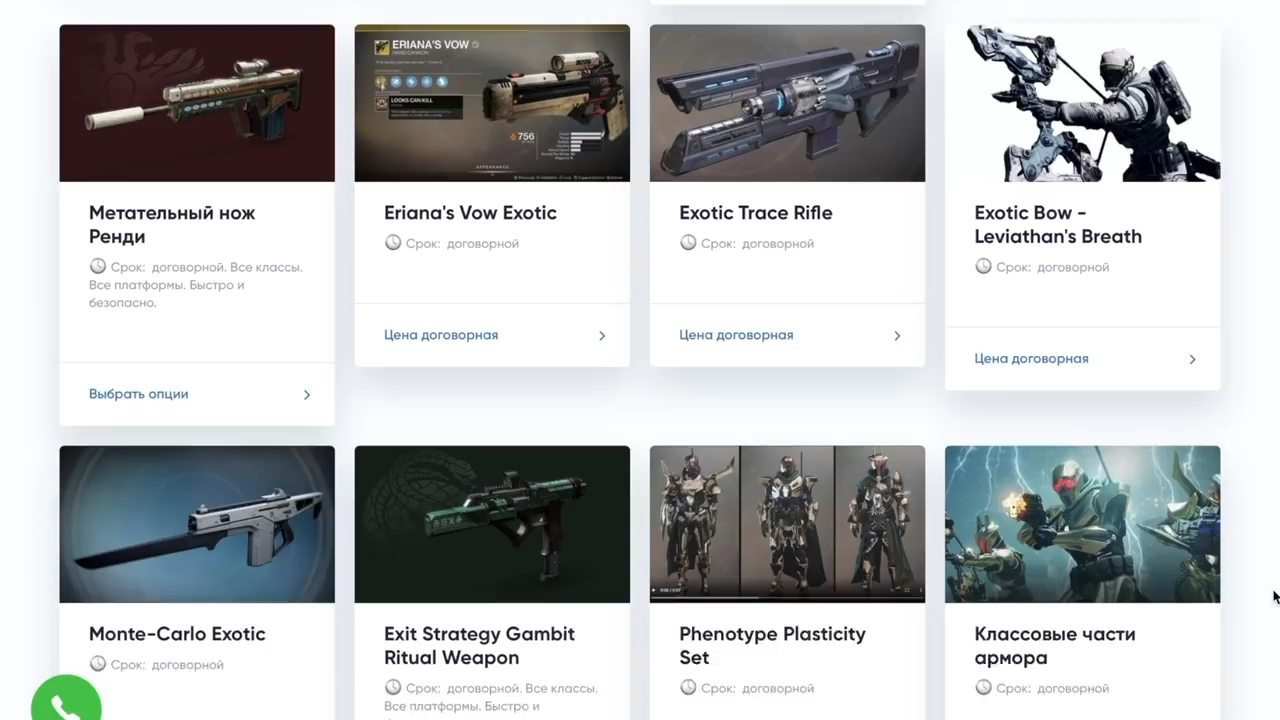 ERIANA'S VOW
HAND CANNON
LOOKS CAN KILL
756
APPEARANCE
Метательный нож
Ренди
Срок: договорной. Все классы.
Все платформы. Быстро и
безопасно.
Выбрать опции
Eriana's Vow Exotic
Срок: договорной
Цена договорная
Exotic Trace Rifle
Срок: договорной
Цена договорная
Exotic Bow -
Leviathan's Breath
Срок: договорной
Цена договорная
Monte-Carlo Exotic
Срок: договорной
Exit Strategy Gambit
Ritual Weapon
Срок: договорной. Все классы.
Все платформы. Быстро и
Phenotype Plasticity
Set
Срок: договорной
Классовые части
армора
Срок: договорной